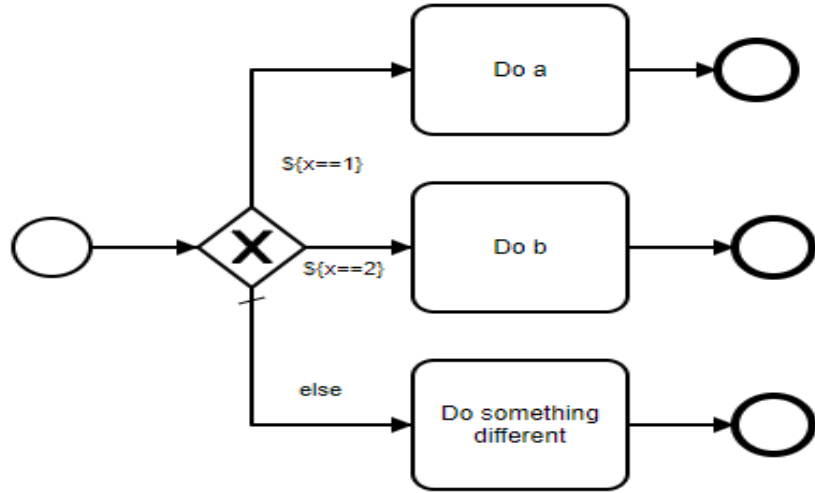 Do a
${x==1}
Do b
${x==2}
else
Do something
different